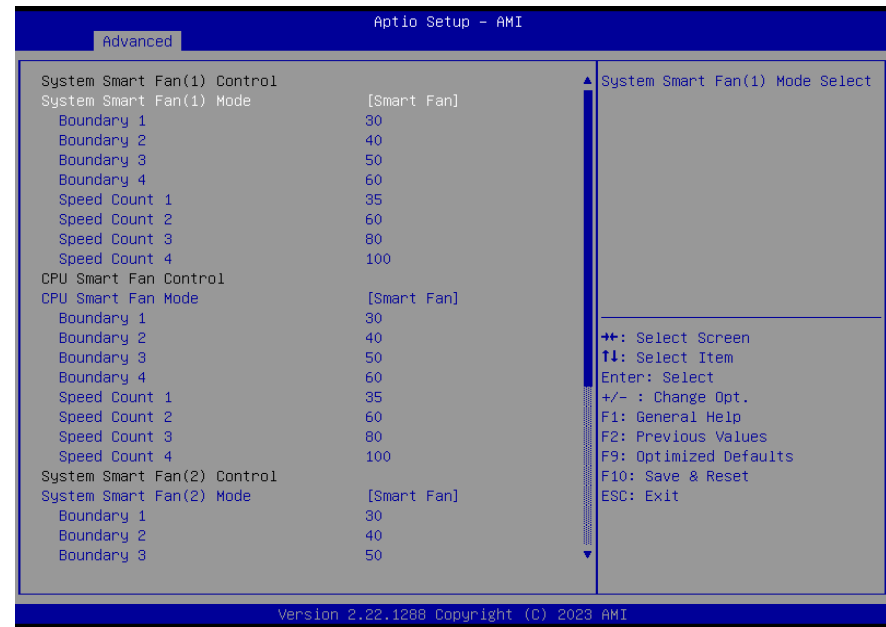 Aptio Setup - AMI
Advanced
System Smart Fan(1) Control
System Smart Fan(1) Mode [Smart Fan]
Boundary 1 30
Boundary 2 40
Boundary 3 50
Boundary 4 60
Speed Count 1 35
Speed Count 2 60
Speed Count 3 80
Speed Count 4 100
CPU Smart Fan Control
CPU Smart Fan Mode [Smart Fan]
Boundary 1 30
Boundary 2 40
Boundary 3 50
Boundary 4 60
Speed Count 1 35
Speed Count 2 60
Speed Count 3 80
Speed Count 4 100
System Smart Fan(2) Control
System Smart Fan(2) Mode [Smart Fan]
Boundary 1 30
Boundary 2 40
Boundary 3 50
System Smart Fan(1) Mode Select
→←: Select Screen
↑↓: Select Item
Enter: Select
+/- : Change Opt.
F1: General Help
F2: Previous Values
F9: Optimized Defaults
F10: Save & Reset
ESC: Exit
Version 2.22.1288 Copyright (C) 2023 AMI